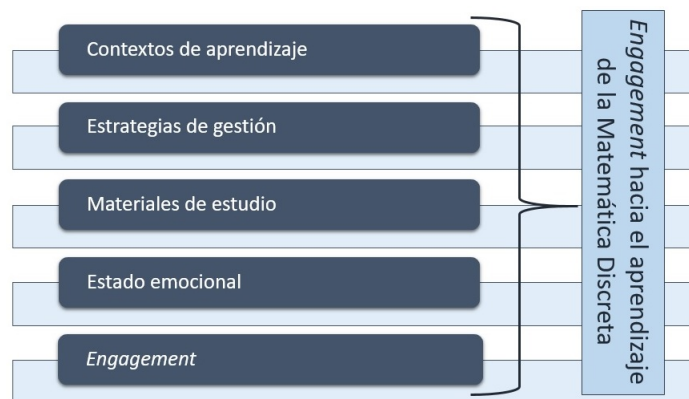 Contextos de aprendizaje
Estrategias de gestión
Materiales de estudio
Estado emocional
Engagement
Engagement hacia el aprendizaje
de la Matemática Discreta